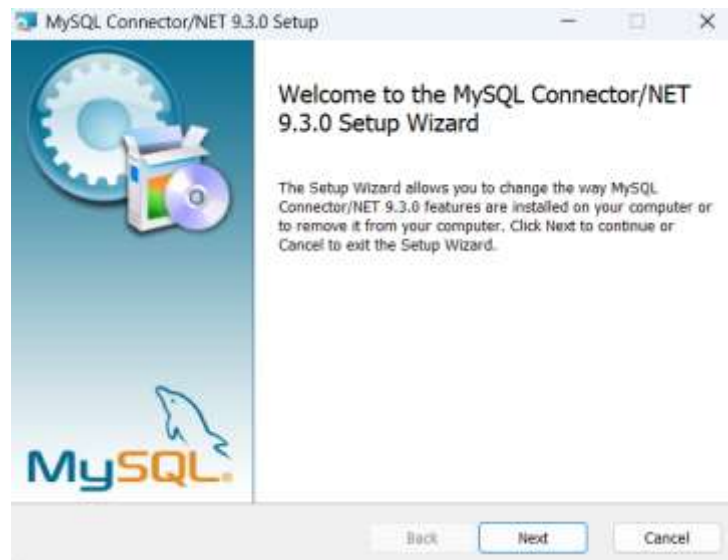 MySQL Connector/NET 9.3.0 Setup
Welcome to the MySQL Connector/NET
9.3.0 Setup Wizard
The Setup Wizard allows you to change the way MySQL
Connector/NET 9.3.0 features are installed on your computer or
to remove it from your computer. Click Next to continue or
Cancel to exit the Setup Wizard.
MySQL®
Back Next Cancel